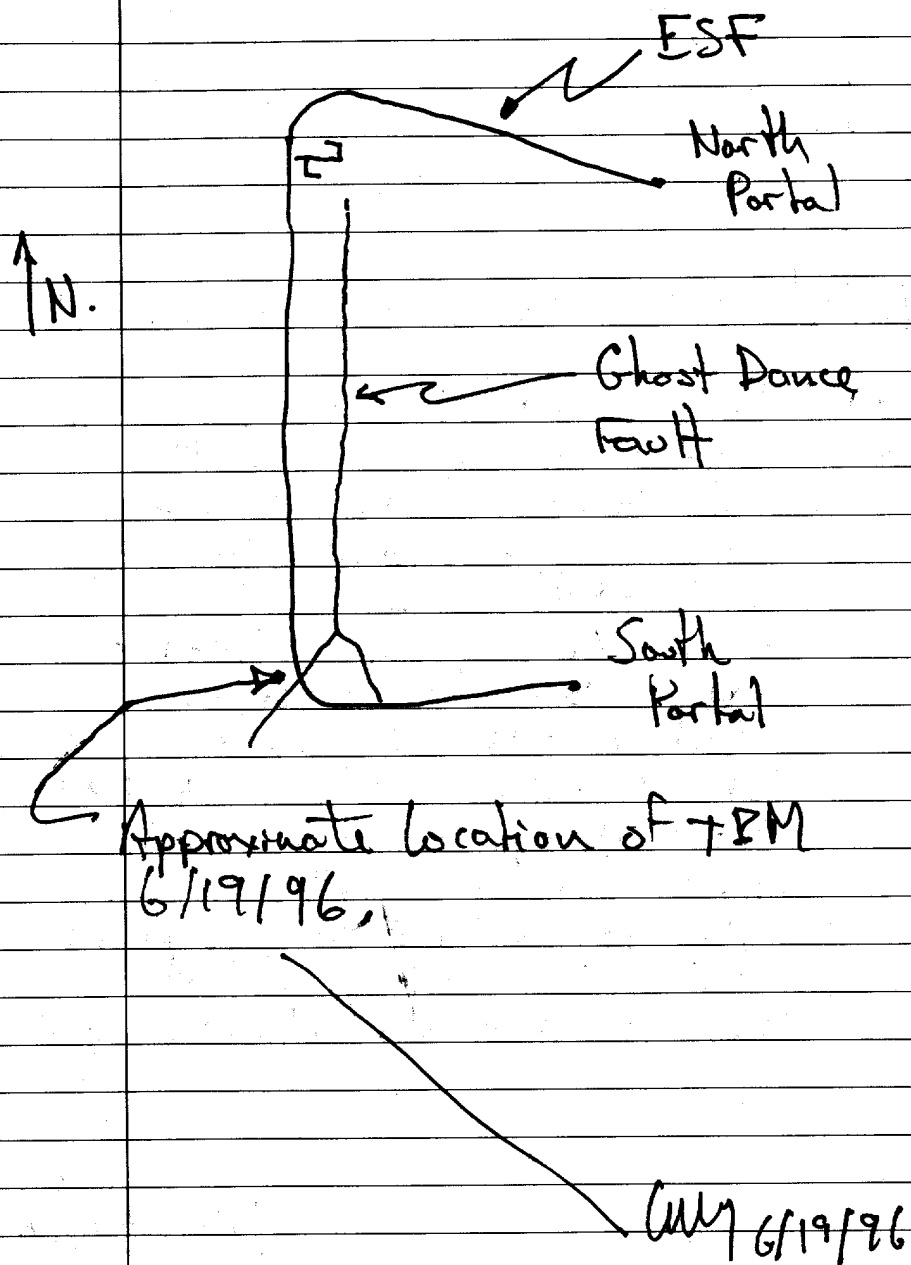 ESF
North
Portal
N.
Ghost Dance
Fault
South
Portal
Approximate location of TBM
6/19/96.
6/19/96